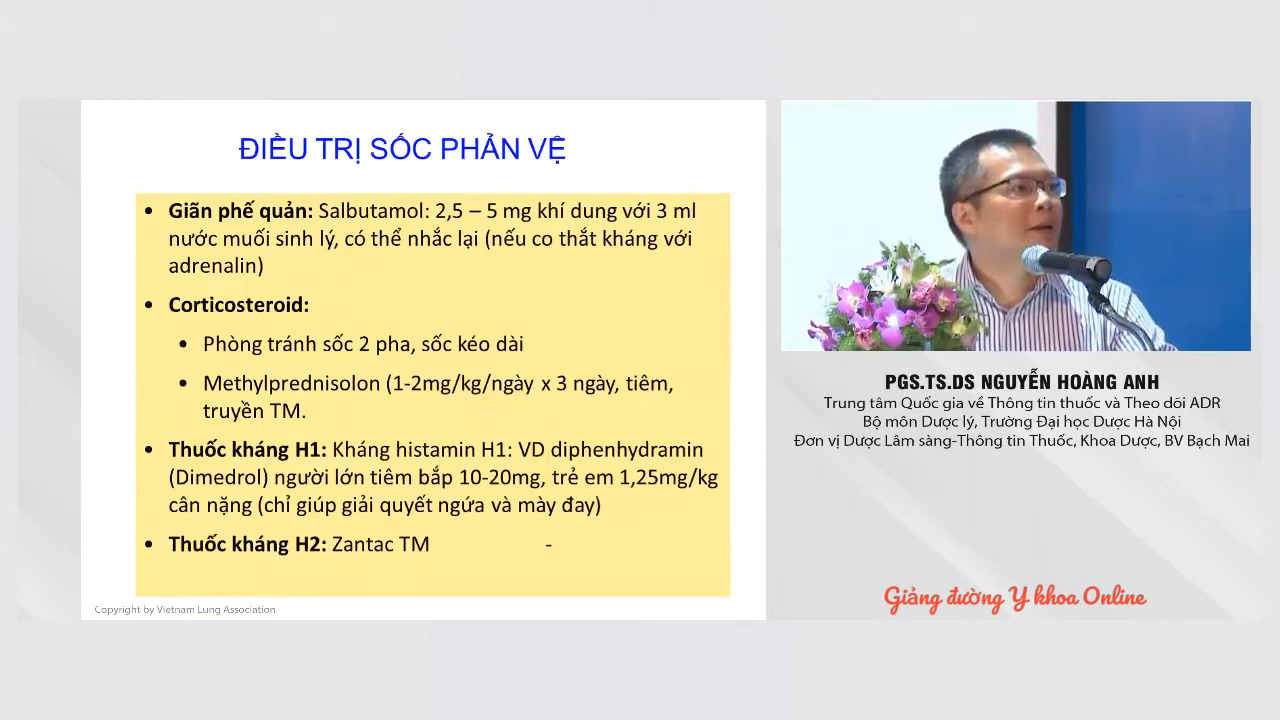 ĐIỀU TRỊ SỐC PHẢN VỆ
• Giãn phế quản: Salbutamol: 2,5 – 5 mg khí dung với 3 ml
nước muối sinh lý, có thể nhắc lại (nếu co thắt kháng với
adrenalin)
• Corticosteroid:
• Phòng tránh sốc 2 pha, sốc kéo dài
• Methylprednisolon (1-2mg/kg/ngày x 3 ngày, tiêm,
truyền TM.
• Thuốc kháng H1: Kháng histamin H1: VD diphenhydramin
(Dimedrol) người lớn tiêm bắp 10-20mg, trẻ em 1,25mg/kg
cân nặng (chỉ giúp giải quyết ngứa và mày đay)
• Thuốc kháng H2: Zantac TM -
Copyright by Vietnam Lung Association
PGS.TS.DS NGUYỄN HOÀNG ANH
Trung tâm Quốc gia về Thông tin thuốc và Theo dõi ADR
Bộ môn Dược lý, Trường Đại học Dược Hà Nội
Đơn vị Dược Lâm sàng-Thông tin Thuốc, Khoa Dược, BV Bạch Mai
Giảng đường Y khoa Online